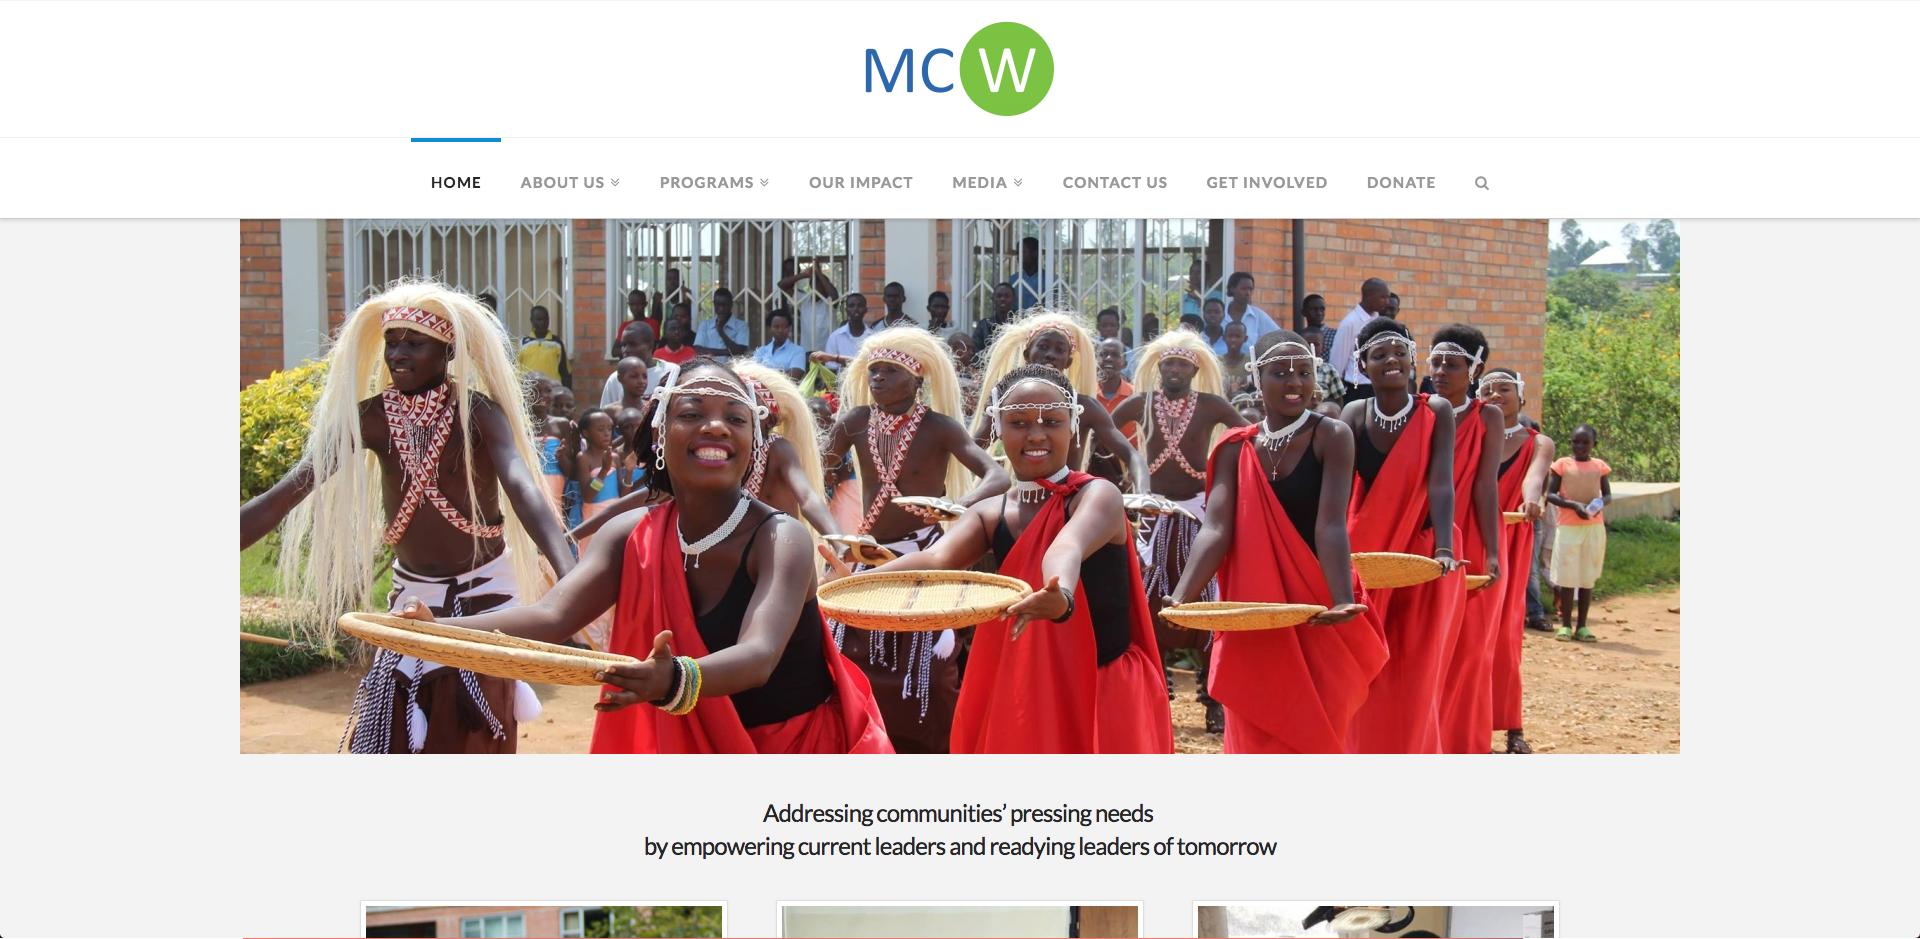 MCW
HOME ABOUT US PROGRAMS OUR IMPACT MEDIA CONTACT US GET INVOLVED DONATE
Addressing communities’ pressing needs
by empowering current leaders and readying leaders of tomorrow